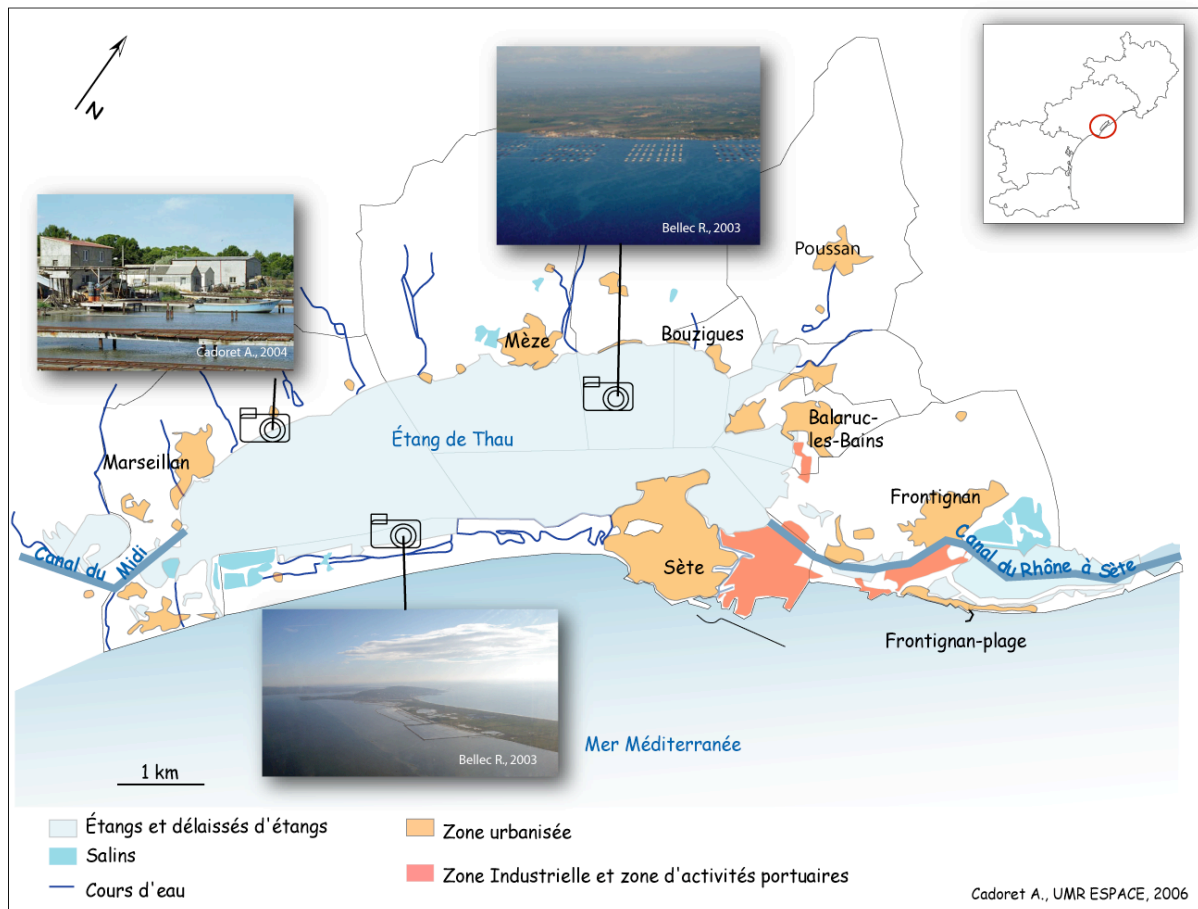 N
Bellec R., 2003
Cadoret A., 2004
Poussan
Mèze
Bouzigues
Balaruc-
les-Bains
Étang de Thau
Marseillan
Frontignan
Canal du Midi
Canal du Rhône à Sète
Sète
Frontignan-plage
Bellec R., 2003
Mer Méditerranée
1 km
Étangs et délaissés d'étangs
Salins
Cours d'eau
Zone urbanisée
Zone Industrielle et zone d'activités portuaires
Cadoret A., UMR ESPACE, 2006